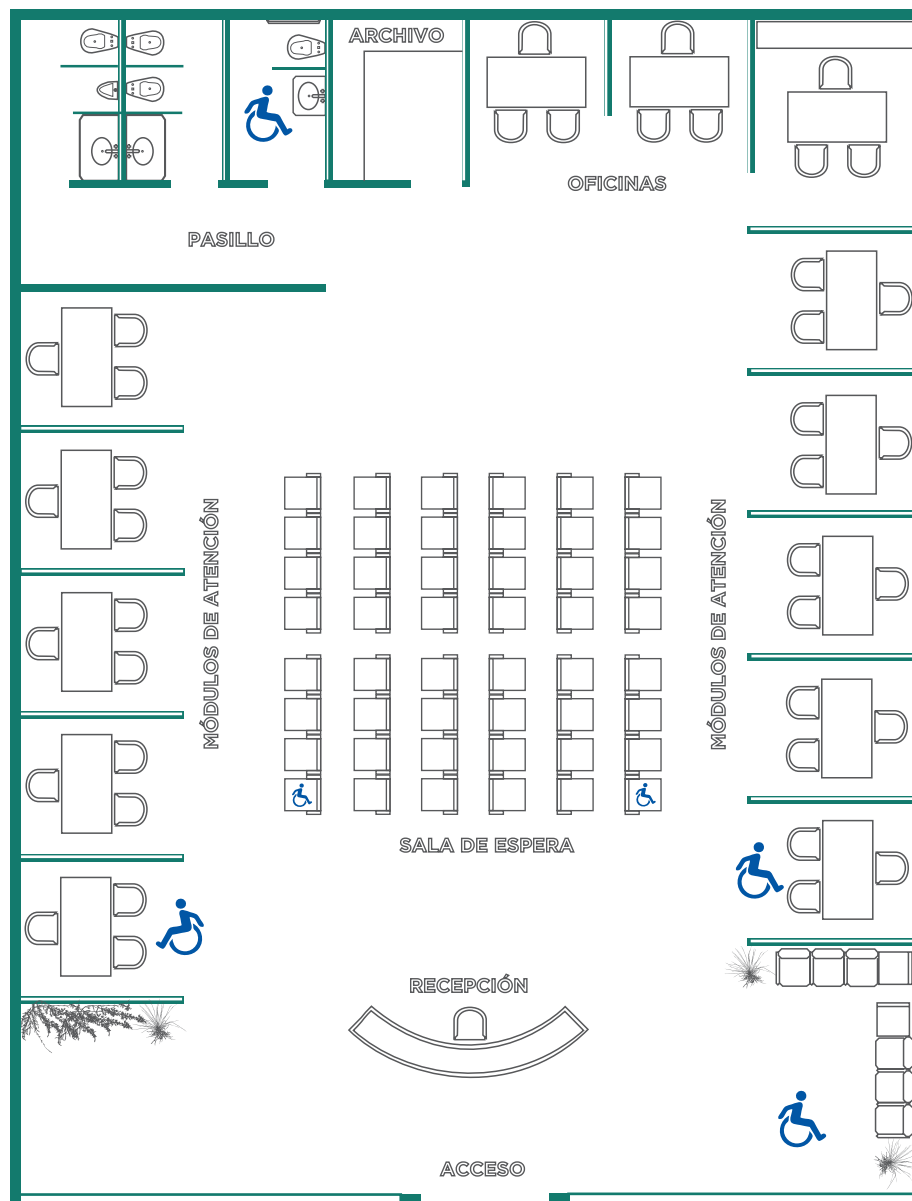 ARCHIVO
OFICINAS
PASILLO
MÓDULOS DE ATENCIÓN
MÓDULOS DE ATENCIÓN
SALA DE ESPERA
RECEPCIÓN
ACCESO